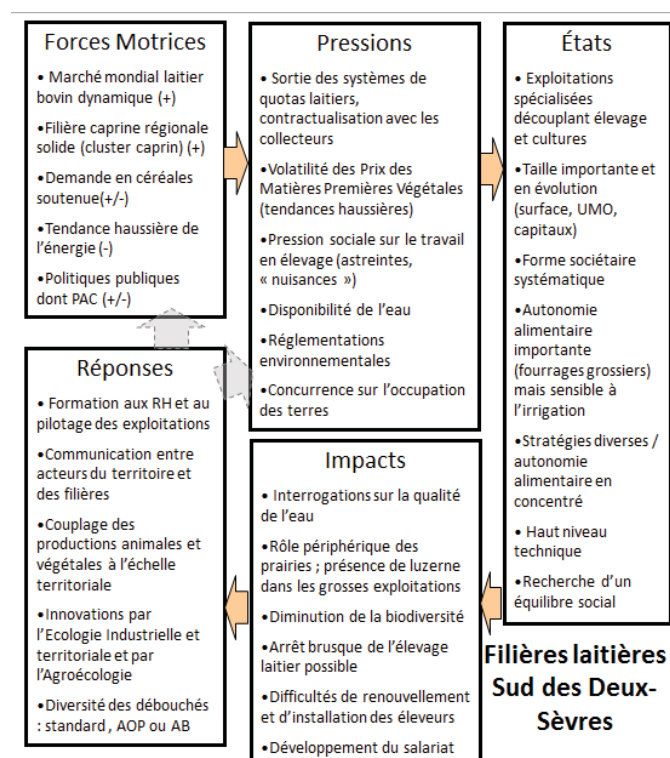 Forces Motrices
• Marché mondial laitier
bovin dynamique (+)
•Filière caprine régionale
solide (cluster caprin) (+)
•Demande en céréales
soutenue(+/-)
•Tendance haussière de
l'énergie (-)
•Politiques publiques
dont PAC (+/-)
Pressions
• Sortie des systèmes de
quotas laitiers,
contractualisation avec les
collecteurs
•Volatilité des Prix des
Matières Premières Végétales
(tendances haussières)
•Pression sociale sur le travail
en élevage (astreintes,
« nuisances »)
•Disponibilité de l'eau
•Réglementations
environnementales
•Concurrence sur l'occupation
des terres
États
• Exploitations
spécialisées
découplant élevage
et cultures
• Taille importante et
en évolution
(surface, UMO,
capitaux)
•Forme sociétaire
systématique
•Autonomie
alimentaire
importante
(fourrages grossiers)
mais sensible à
l'irrigation
•Stratégies diverses /
autonomie
alimentaire en
concentré
• Haut niveau
technique
•Recherche d'un
équilibre social
Impacts
• Interrogations sur la qualité
de l'eau
•Rôle périphérique des
prairies ; présence de luzerne
dans les grosses exploitations
•Diminution de la biodiversité
•Arrêt brusque de l'élevage
laitier possible
•Difficultés de renouvellement
et d'installation des éleveurs
•Développement du salariat
Réponses
• Formation aux RH et au
pilotage des exploitations
•Communication entre
acteurs du territoire et
des filières
•Couplage des
productions animales et
végétales à l'échelle
territoriale
•Innovations par
l'Ecologie Industrielle et
territoriale et par
l'Agroécologie
•Diversité des débouchés
: standard , AOP ou AB
Filières laitières
Sud des Deux-
Sèvres